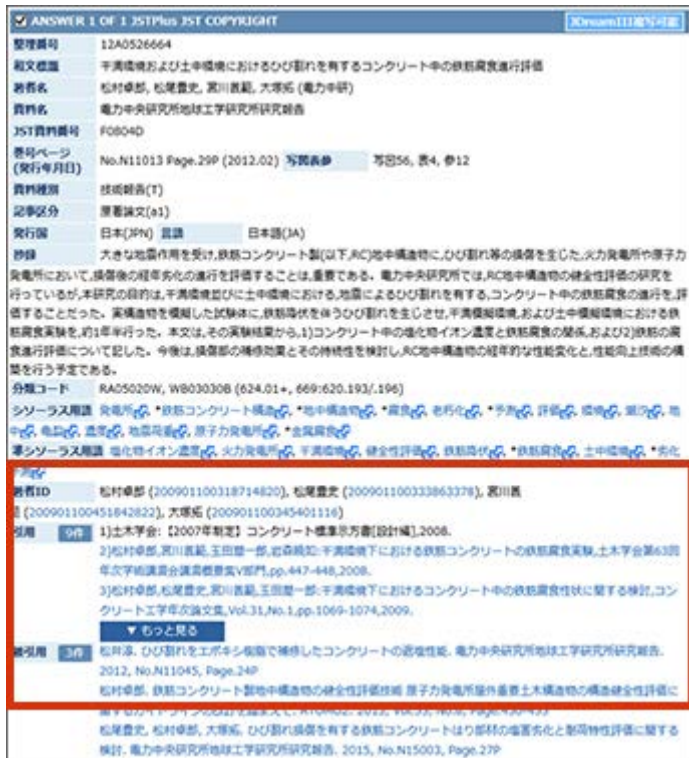 ANSWER 1 OF 1 JSTPlus JST COPYRIGHT JDreamIII複写可能
整理番号 12A0526664
和文標題 干満環境および土中環境におけるひび割れを有するコンクリート中の鉄筋腐食進行評価
著者名 松村卓郎, 松尾豊史, 宮川義範, 大塚拓 (電力中研)
資料名 電力中央研究所地球工学研究所研究報告
JST資料番号 F0804D
巻号ページ
(発行年月日) No.N11013 Page.29P (2012.02) 写図表参 写図56, 表4, 参12
資料種別 技術報告(T)
記事区分 原著論文(a1)
発行国 日本(JPN) 言語 日本語(JA)
抄録 大きな地震作用を受け,鉄筋コンクリート製(以下,RC)地中構造物に,ひび割れ等の損傷を生じた,火力発電所や原子力
発電所において,損傷後の経年劣化の進行を評価することは,重要である。電力中央研究所では,RC地中構造物の健全性評価の研究を
行っているが,本研究の目的は,干満環境並びに土中環境における,地震によるひび割れを有する,コンクリート中の鉄筋腐食の進行を,評
価することだった。実構造物を模擬した試験体に,鉄筋降伏を伴うひび割れを生じさせ,干満模擬環境,および土中模擬環境における鉄
筋腐食実験を,約1年半行った。本文は,その実験結果から,1)コンクリート中の塩化物イオン濃度と鉄筋腐食の関係,および2)鉄筋の腐
食進行評価について記した。今後は,損傷部の補修効果とその持続性を検討し,RC地中構造物の経年的な性能変化と,性能向上技術の構
築を行う予定である。
分類コード RA05020W, WB03030B (624.01+, 669:620.193/.196)
シソーラス用語 発電所, *鉄筋コンクリート構造, *地中構造物, *腐食, 老朽化, *予測, 評価, 環境, 潮汐, 地
中, 亀裂, 濃度, 地震荷重, 原子力発電所, *金属腐食
準シソーラス用語 塩化物イオン濃度, 火力発電所, 干満環境, 健全性評価, 鉄筋降伏, *鉄筋腐食, 土中環境, *劣化
予測
著者ID 松村卓郎 (200901100318714820), 松尾豊史 (200901100333863378), 宮川義
範 (200901100451842822), 大塚拓 (200901100345401116)
引用 9件 1)土木学会:【2007年制定】コンクリート標準示方書[設計編],2008.
2)松村卓郎,宮川義範,玉田潤一郎,岩森暁如:干満環境下における鉄筋コンクリートの鉄筋腐食実験,土木学会第63回
年次学術講演会講演概要集V部門,pp.447-448,2008.
3)松村卓郎,松尾豊史,宮川義範,玉田潤一郎:干満環境下におけるコンクリート中の鉄筋腐食性状に関する検討,コン
クリート工学年次論文集,Vol.31,No.1,pp.1069-1074,2009.
▼ もっと見る
被引用 3件 松井淳. ひび割れをエポキシ樹脂で補修したコンクリートの遮塩性能. 電力中央研究所地球工学研究所研究報告.
2012, No.N11045, Page.24P
松村卓郎. 鉄筋コンクリート製地中構造物の健全性評価技術 原子力発電所屋外重要土木構造物の構造健全性評価に
松尾豊史, 松村卓郎, 大塚拓. ひび割れ損傷を有する鉄筋コンクリートはり部材の塩害劣化と耐荷特性評価に関する
検討. 電力中央研究所地球工学研究所研究報告. 2015, No.N15003, Page.27P